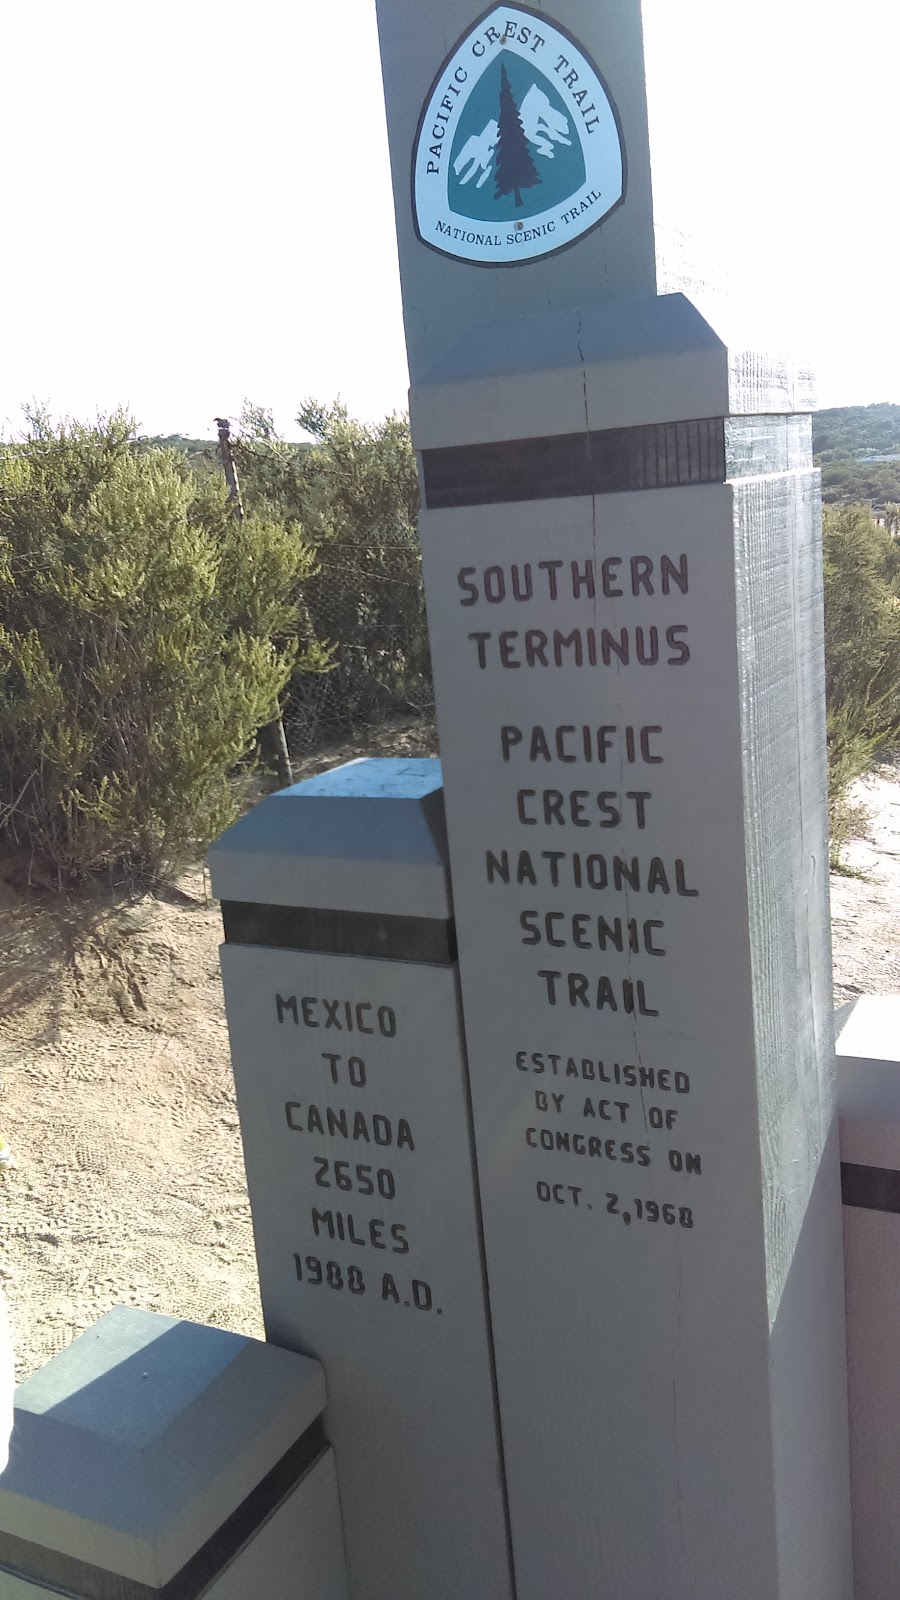 PACIFIC CREST TRAIL
NATIONAL SCENIC TRAIL
SOUTHERN
TERMINUS
PACIFIC
CREST
NATIONAL
SCENIC
TRAIL
ESTABLISHED
BY ACT OF
CONGRESS ON
OCT. 2,1968
MEXICO
TO
CANADA
2650
MILES
1988 A.D.